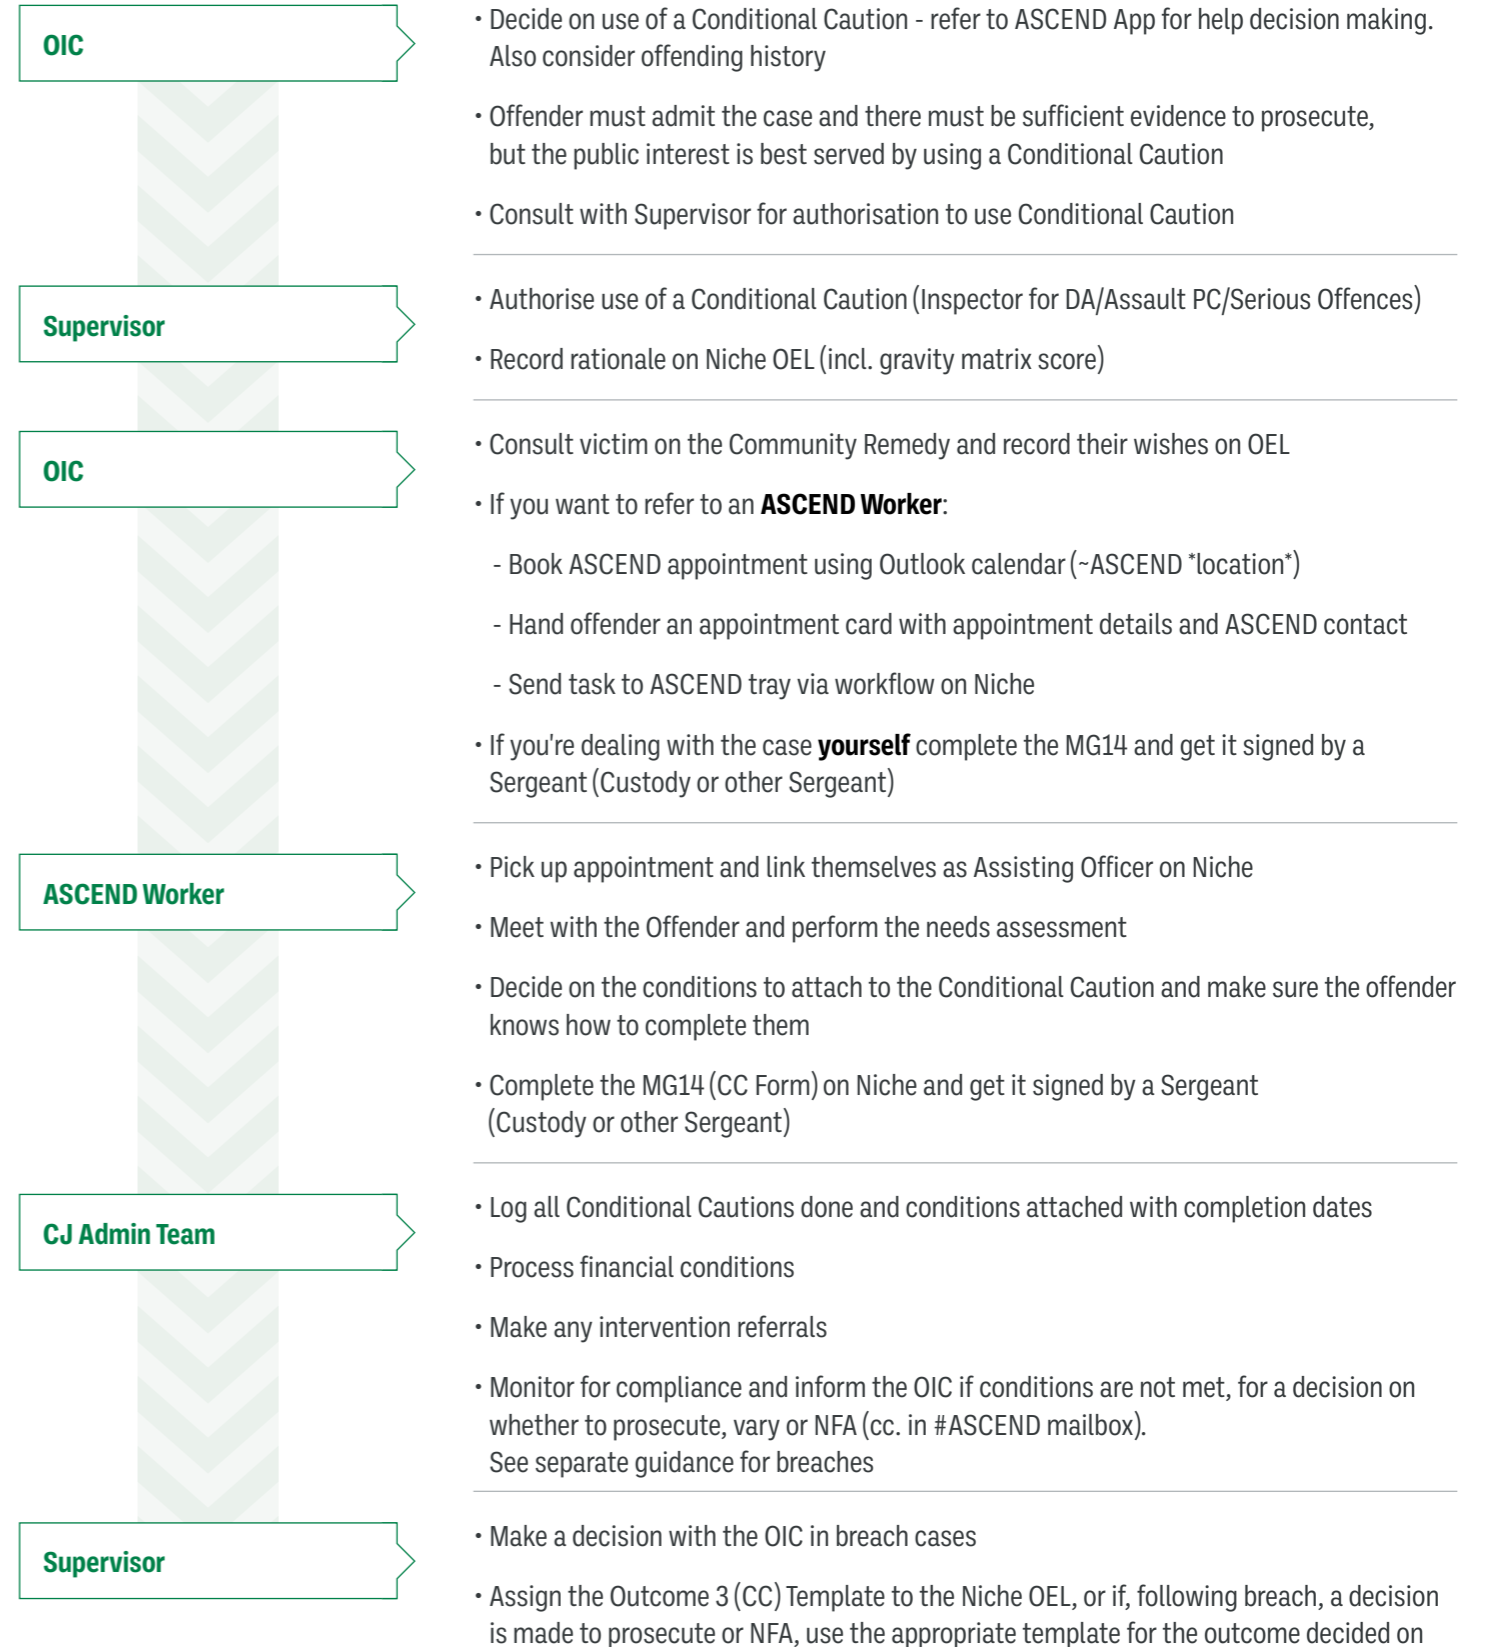 OIC
• Decide on use of a Conditional Caution - refer to ASCEND App for help decision making.
Also consider offending history
• Offender must admit the case and there must be sufficient evidence to prosecute,
but the public interest is best served by using a Conditional Caution
• Consult with Supervisor for authorisation to use Conditional Caution
Supervisor
• Authorise use of a Conditional Caution (Inspector for DA/Assault PC/Serious Offences)
• Record rationale on Niche OEL (incl. gravity matrix score)
OIC
• Consult victim on the Community Remedy and record their wishes on OEL
• If you want to refer to an ASCEND Worker:
- Book ASCEND appointment using Outlook calendar (~ASCEND *location*)
- Hand offender an appointment card with appointment details and ASCEND contact
- Send task to ASCEND tray via workflow on Niche
• If you're dealing with the case yourself complete the MG14 and get it signed by a
Sergeant (Custody or other Sergeant)
ASCEND Worker
• Pick up appointment and link themselves as Assisting Officer on Niche
• Meet with the Offender and perform the needs assessment
• Decide on the conditions to attach to the Conditional Caution and make sure the offender
knows how to complete them
• Complete the MG14 (CC Form) on Niche and get it signed by a Sergeant
(Custody or other Sergeant)
CJ Admin Team
• Log all Conditional Cautions done and conditions attached with completion dates
• Process financial conditions
• Make any intervention referrals
• Monitor for compliance and inform the OIC if conditions are not met, for a decision on
whether to prosecute, vary or NFA (cc. in #ASCEND mailbox).
See separate guidance for breaches
Supervisor
• Make a decision with the OIC in breach cases
• Assign the Outcome 3 (CC) Template to the Niche OEL, or if, following breach, a decision
is made to prosecute or NFA, use the appropriate template for the outcome decided on